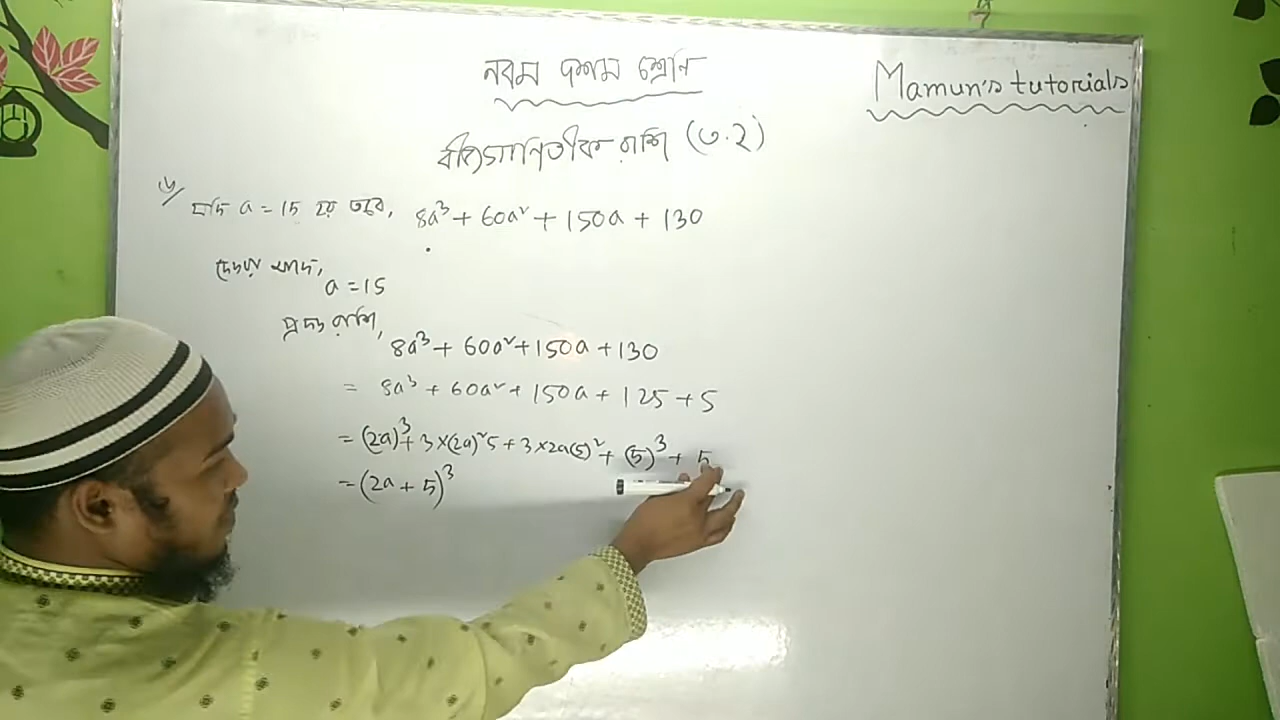 নবম দশম শ্রেণি
Mamun's tutorials
বীজগাণিতীক রাশি (৩.২)
৬/ যদি a = 15 হয় তবে, 8a³ + 60a² + 150a + 130
দেওয়া আছে,
a = 15
প্রদত্ত রাশি,
8a³ + 60a² + 150a + 130
= 8a³ + 60a² + 150a + 125 + 5
= (2a)³ + 3×(2a)²5 + 3×2a(5)² + (5)³ + 5
= (2a + 5)³